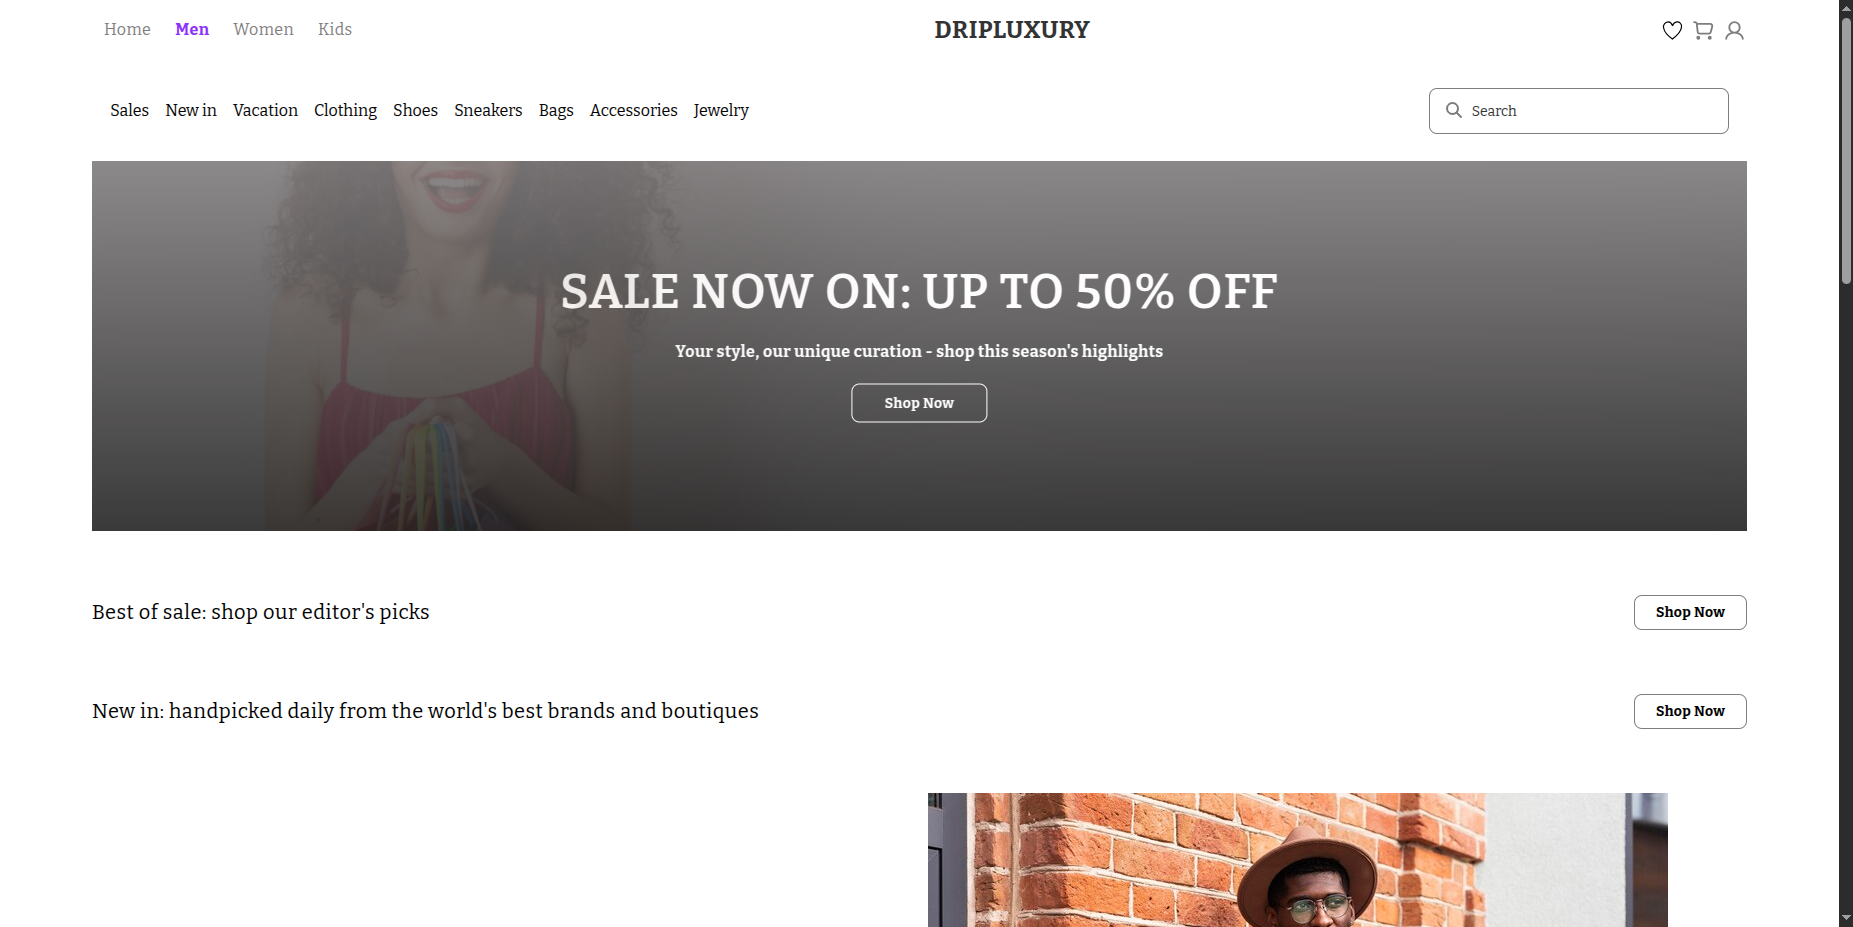 Home Men Women Kids
DRIPLUXURY
Sales New in Vacation Clothing Shoes Sneakers Bags Accessories Jewelry
Search
SALE NOW ON: UP TO 50% OFF
Your style, our unique curation - shop this season's highlights
Shop Now
Best of sale: shop our editor's picks
Shop Now
New in: handpicked daily from the world's best brands and boutiques
Shop Now